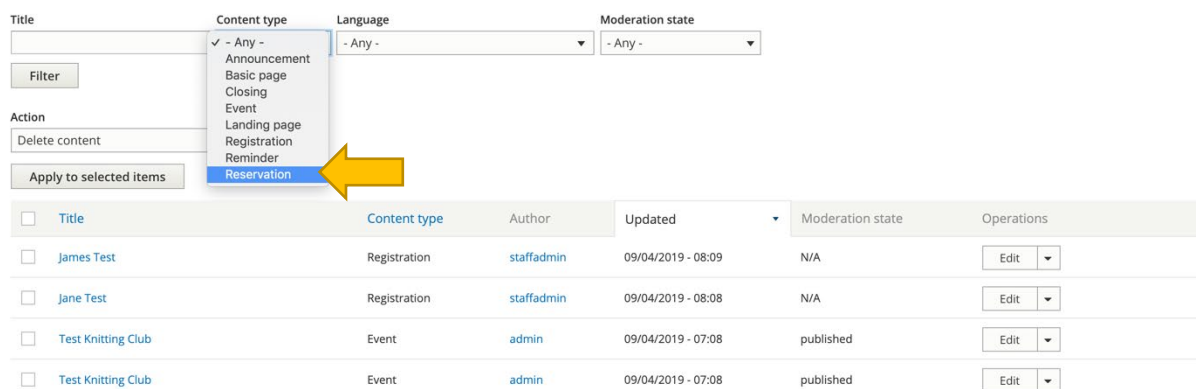 Title Content type Language Moderation state
✓ - Any - - Any - - Any -
Announcement
Basic page
Filter
Closing
Event
Action
Landing page
Delete content
Registration
Reminder
Reservation
Apply to selected items
Title Content type Author Updated Moderation state Operations
James Test Registration staffadmin 09/04/2019 - 08:09 N/A Edit
Jane Test Registration staffadmin 09/04/2019 - 08:08 N/A Edit
Test Knitting Club Event admin 09/04/2019 - 07:08 published Edit
Test Knitting Club Event admin 09/04/2019 - 07:08 published Edit